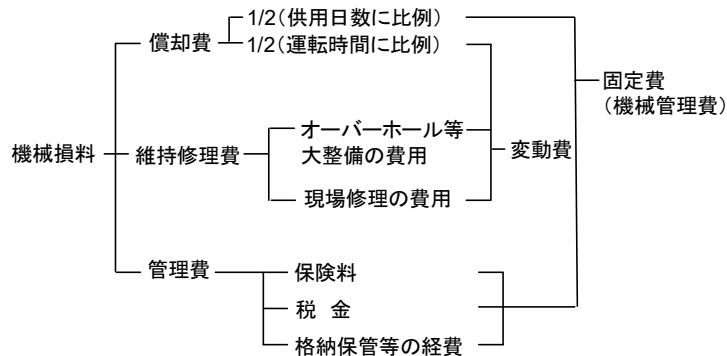 1/2(供用日数に比例)
償却費
1/2(運転時間に比例)
固定費
(機械管理費)
オーバーホール等
機械損料
維持修理費
大整備の費用
変動費
現場修理の費用
管理費
保険料
税 金
格納保管等の経費